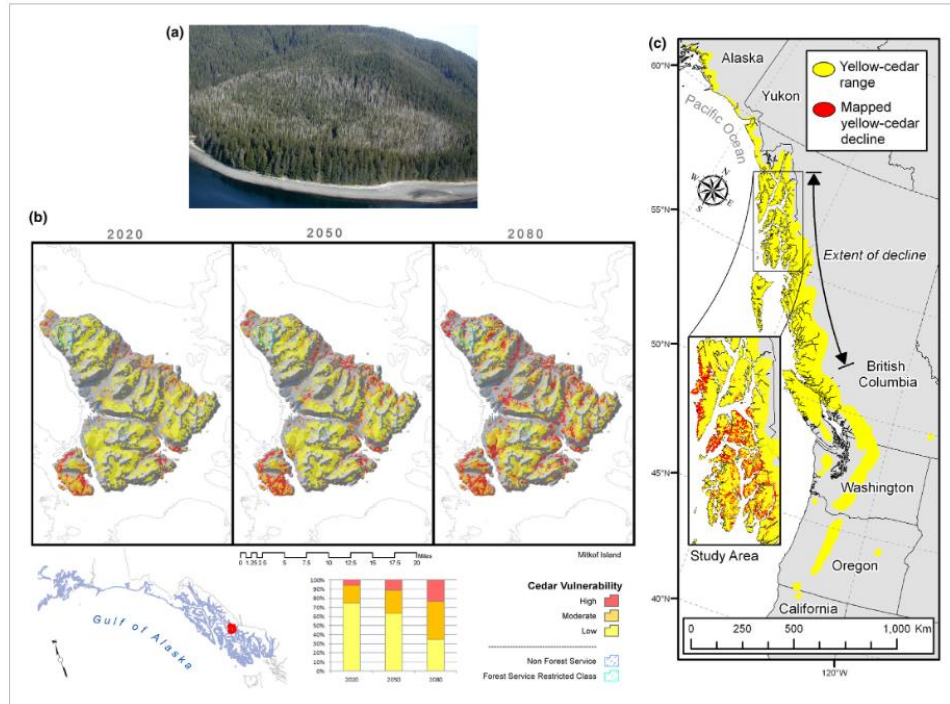 (a)
(b)
2020 2050 2080
0 1.25 2.5 5 7.5 10 12.5 15 17.5 20 Miles
Mitkof Island
Gulf of Alaska
100%
90%
80%
70%
60%
50%
40%
30%
20%
10%
0%
2020 2050 2080
Cedar Vulnerability
High
Moderate
Low
Non Forest Service
Forest Service Restricted Class
(c)
Alaska
Yukon
Pacific Ocean
Yellow-cedar
range
Mapped
yellow-cedar
decline
60°N
N
W
E
S
55°N
Extent of decline
50°N
British
Columbia
45°N
Washington
Study Area
Oregon
40°N
California
0 250 500 1,000 Km
120°W